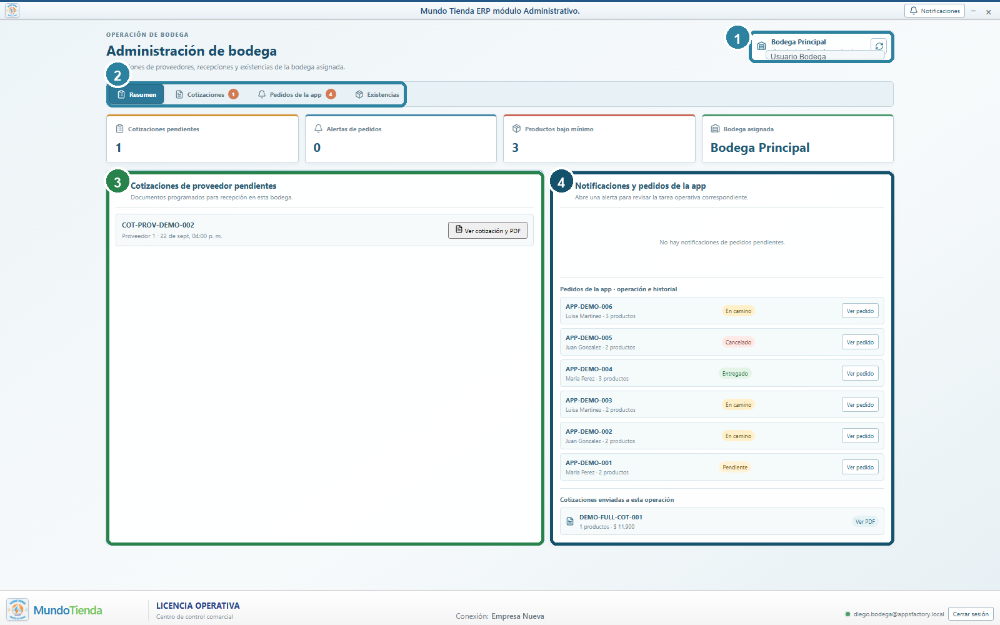 Mundo Tienda ERP módulo Administrativo.
Notificaciones
OPERACIÓN DE BODEGA
Administración de bodega
iones de proveedores, recepciones y existencias de la bodega asignada.
1
Bodega Principal
Usuario Bodega
2
Resumen
Cotizaciones 1
Pedidos de la app 4
Existencias
Cotizaciones pendientes
1
Alertas de pedidos
0
Productos bajo mínimo
3
Bodega asignada
Bodega Principal
3
Cotizaciones de proveedor pendientes
Documentos programados para recepción en esta bodega.
COT-PROV-DEMO-002
Proveedor 1 · 22 de sept, 04:00 p. m.
Ver cotización y PDF
4
Notificaciones y pedidos de la app
Abre una alerta para revisar la tarea operativa correspondiente.
No hay notificaciones de pedidos pendientes.
Pedidos de la app · operación e historial
APP-DEMO-006
Luisa Martinez · 3 productos
En camino
Ver pedido
APP-DEMO-005
Juan Gonzalez · 2 productos
Cancelado
Ver pedido
APP-DEMO-004
Maria Perez · 3 productos
Entregado
Ver pedido
APP-DEMO-003
Luisa Martinez · 2 productos
En camino
Ver pedido
APP-DEMO-002
Juan Gonzalez · 2 productos
En camino
Ver pedido
APP-DEMO-001
Maria Perez · 2 productos
Pendiente
Ver pedido
Cotizaciones enviadas a esta operación
DEMO-FULL-COT-001
1 productos · $ 11.900
Ver PDF
MundoTienda
LICENCIA OPERATIVA
Centro de control comercial
Conexión: Empresa Nueva
diego.bodega@appsfactory.local
Cerrar sesión